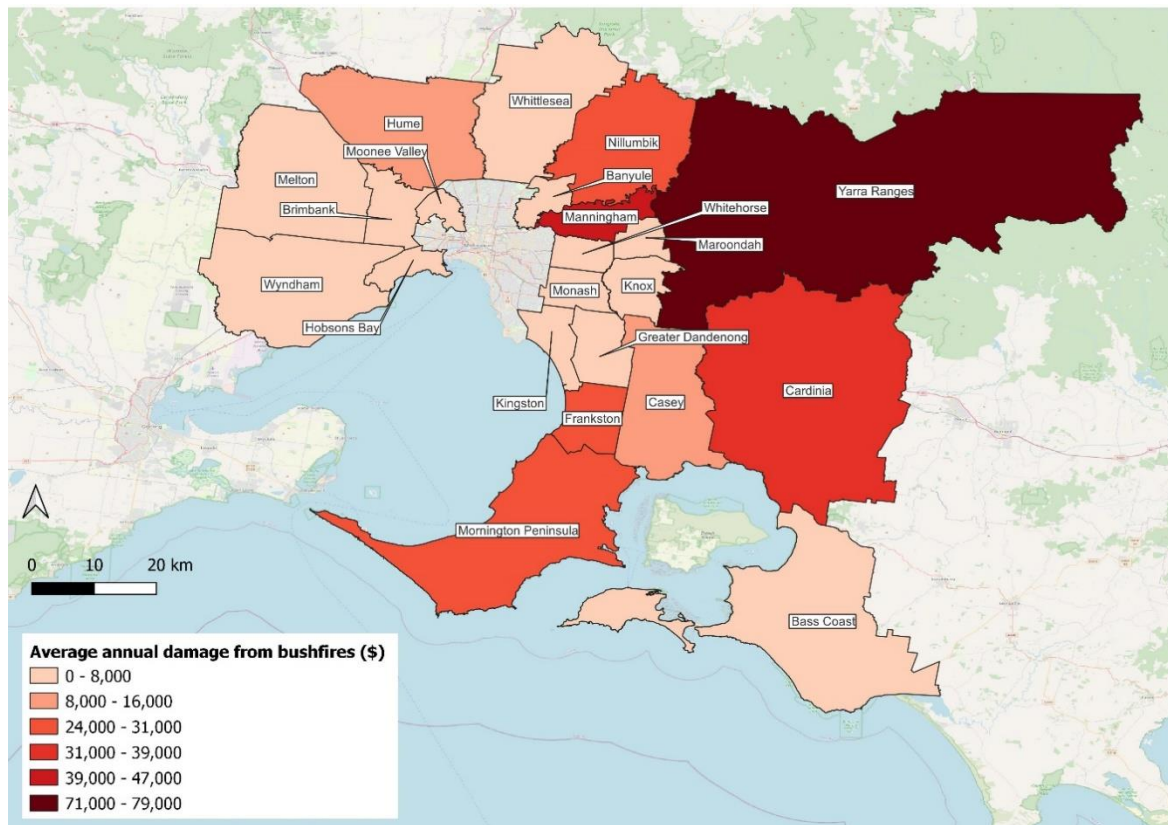 Whittlesea
Hume
Nillumbik
Moonee Valley
Banyule
Melton
Yarra Ranges
Whitehorse
Brimbank
Manningham
Maroondah
Wyndham
Monash
Knox
Hobsons Bay
Greater Dandenong
Cardinia
Kingston
Casey
Frankston
Mornington Peninsula
Bass Coast
0 10 20 km
Average annual damage from bushfires ($)
0 - 8,000
8,000 - 16,000
24,000 - 31,000
31,000 - 39,000
39,000 - 47,000
71,000 - 79,000